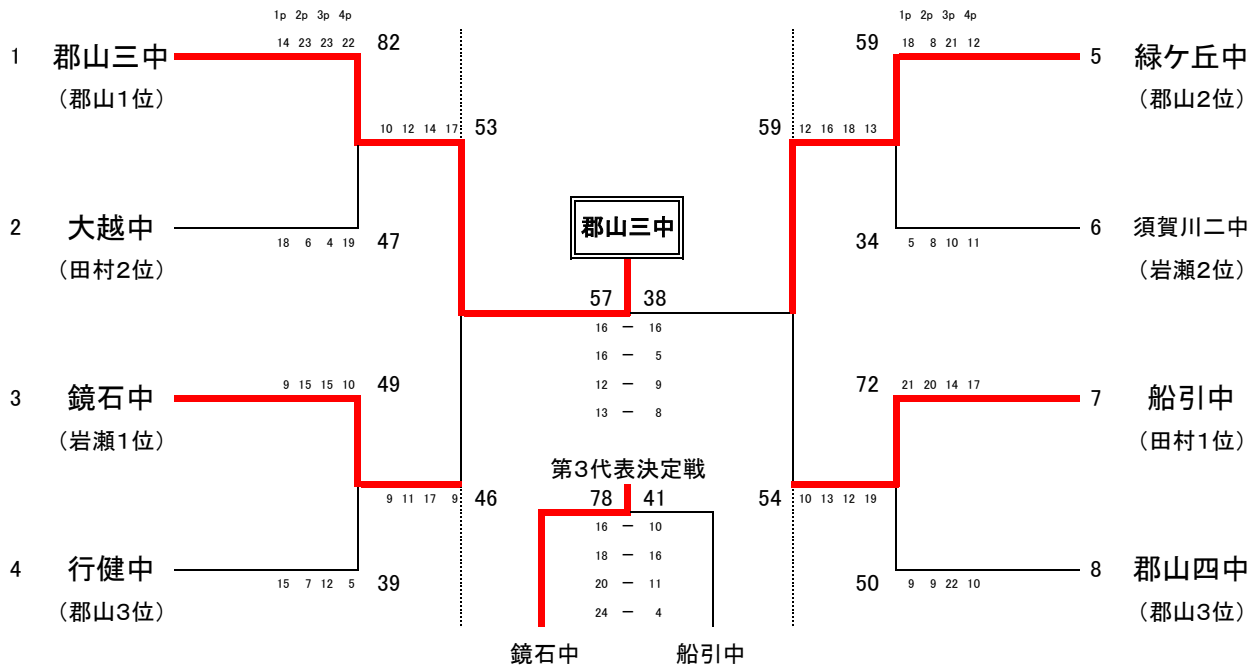 1p 2p 3p 4p
1p 2p 3p 4p
14 23 23 22
82
59
18 8 21 12
1 郡山三中
5 緑ケ丘中
（郡山1位）
（郡山2位）
10 12 14 17
53
59
12 16 18 13
郡山三中
2 大越中
6 須賀川二中
18 6 4 19
47
34
5 8 10 11
（田村2位）
（岩瀬2位）
57 38
16 － 16
16 － 5
12 － 9
13 － 8
9 15 15 10
49
72
21 20 14 17
3 鏡石中
7 船引中
（岩瀬1位）
（田村1位）
第3代表決定戦
9 11 17 9
46
78 41
54
10 13 12 19
16 － 10
18 － 16
20 － 11
24 － 4
4 行健中
8 郡山四中
15 7 12 5
39
50
9 9 22 10
（郡山3位）
（郡山3位）
鏡石中
船引中